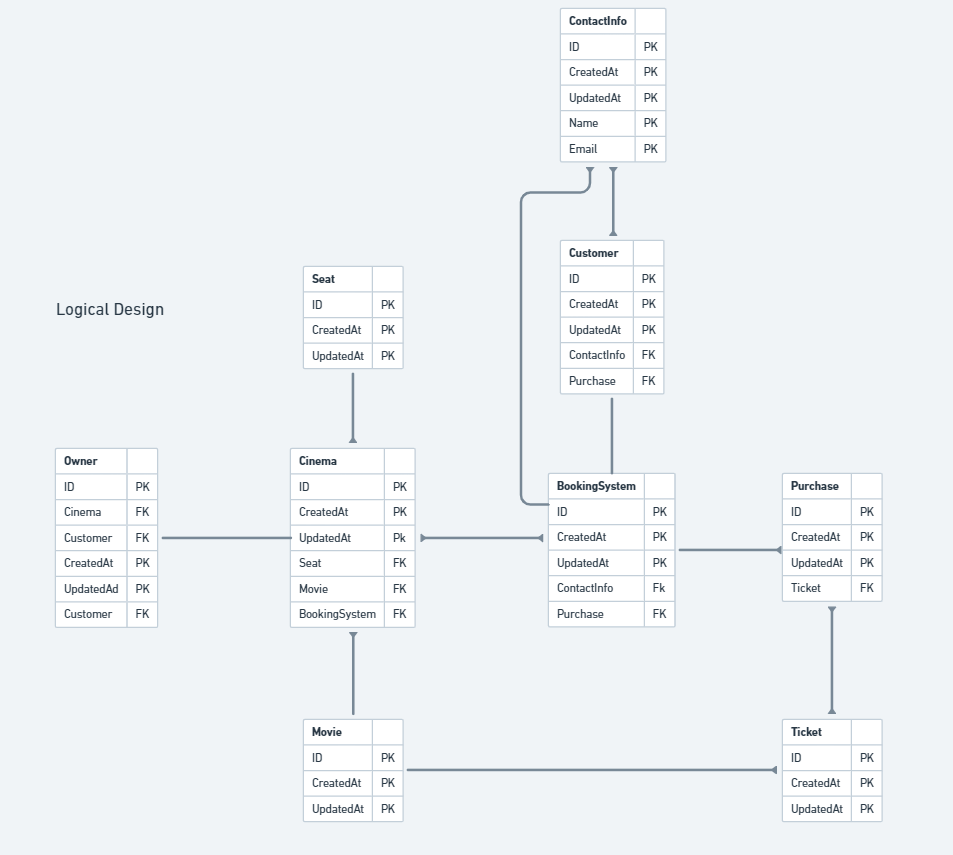 ContactInfo
ID PK
CreatedAt PK
UpdatedAt PK
Name PK
Email PK
Customer
ID PK
CreatedAt PK
UpdatedAt PK
ContactInfo FK
Purchase FK
Seat
ID PK
CreatedAt PK
UpdatedAt PK
Logical Design
Owner
ID PK
Cinema FK
Customer FK
CreatedAt PK
UpdatedAd PK
Customer FK
Cinema
ID PK
CreatedAt PK
UpdatedAt Pk
Seat FK
Movie FK
BookingSystem FK
BookingSystem
ID PK
CreatedAt PK
UpdatedAt PK
ContactInfo Fk
Purchase FK
Purchase
ID PK
CreatedAt PK
UpdatedAt PK
Ticket FK
Movie
ID PK
CreatedAt PK
UpdatedAt PK
Ticket
ID PK
CreatedAt PK
UpdatedAt PK